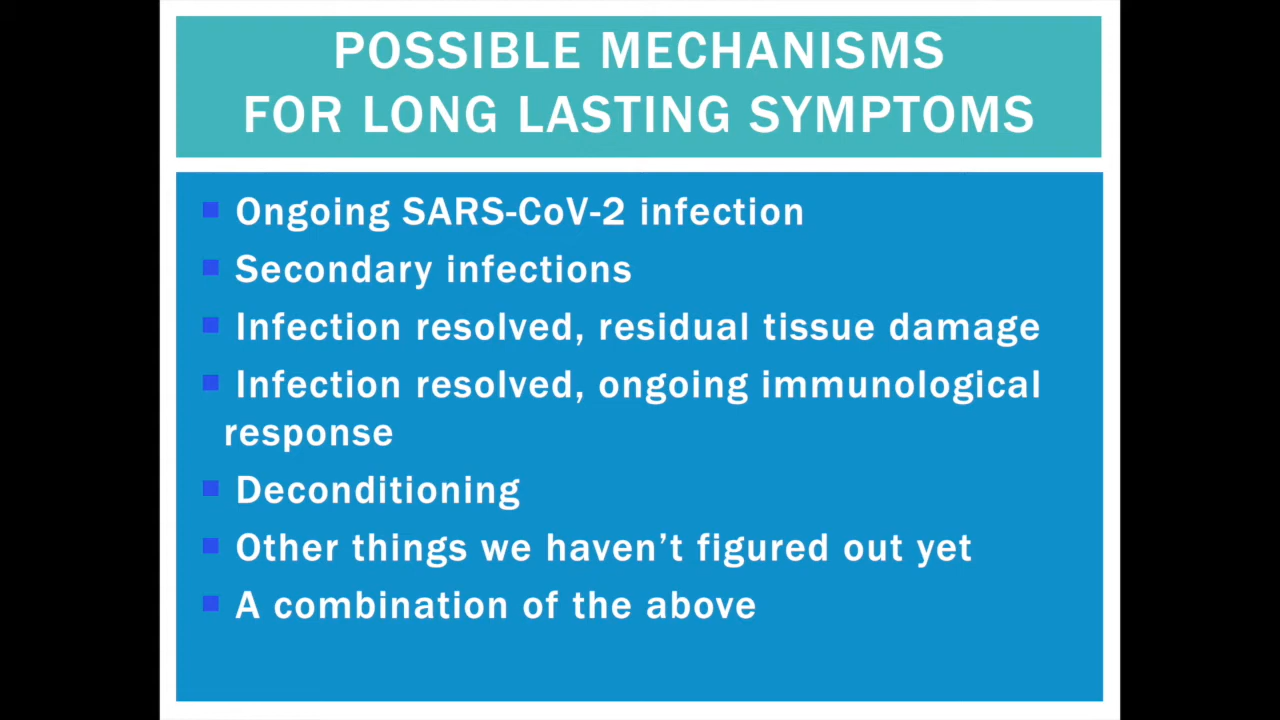 POSSIBLE MECHANISMS
FOR LONG LASTING SYMPTOMS
Ongoing SARS-CoV-2 infection
Secondary infections
Infection resolved, residual tissue damage
Infection resolved, ongoing immunological
response
Deconditioning
Other things we haven’t figured out yet
A combination of the above